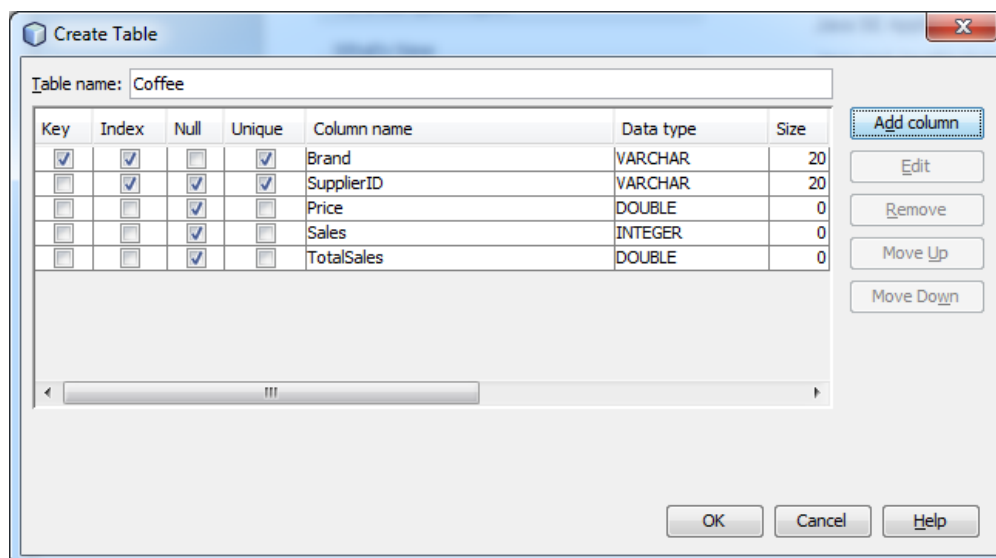 Create Table
Table name: Coffee
Key Index Null Unique Column name Data type Size
Brand VARCHAR 20
SupplierID VARCHAR 20
Price DOUBLE 0
Sales INTEGER 0
TotalSales DOUBLE 0
Add column
Edit
Remove
Move Up
Move Down
OK Cancel Help